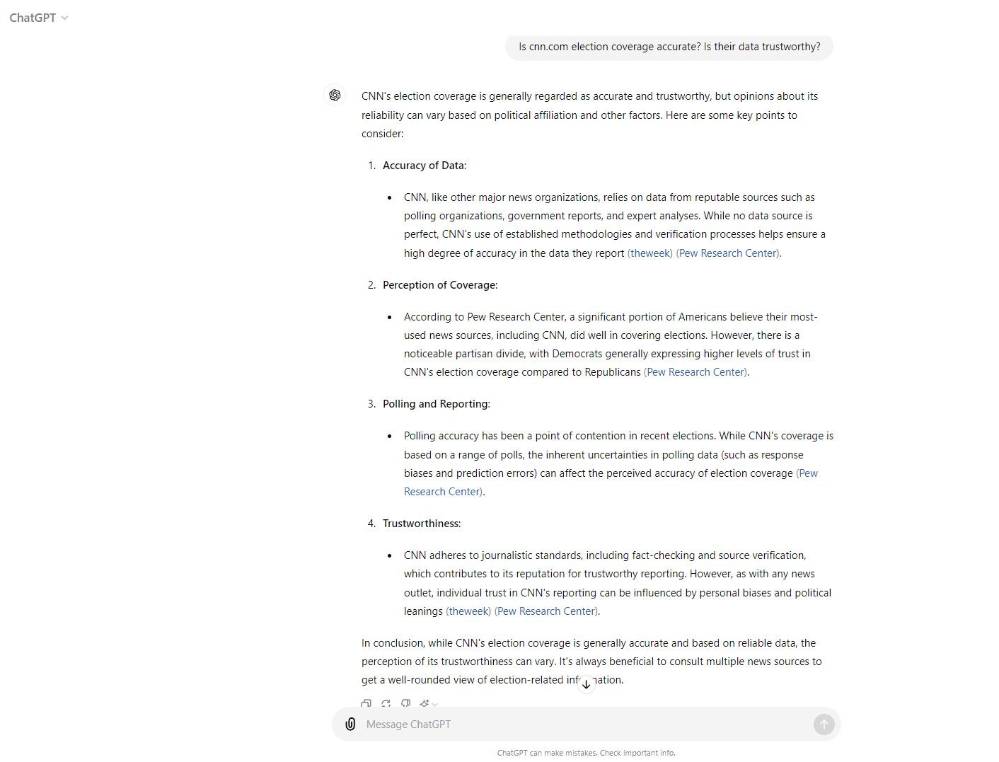 ChatGPT
Is cnn.com election coverage accurate? Is their data trustworthy?
CNN's election coverage is generally regarded as accurate and trustworthy, but opinions about its
reliability can vary based on political affiliation and other factors. Here are some key points to
consider:
1. Accuracy of Data:
• CNN, like other major news organizations, relies on data from reputable sources such as
polling organizations, government reports, and expert analyses. While no data source is
perfect, CNN's use of established methodologies and verification processes helps ensure a
high degree of accuracy in the data they report (theweek) (Pew Research Center).
2. Perception of Coverage:
• According to Pew Research Center, a significant portion of Americans believe their most-
used news sources, including CNN, did well in covering elections. However, there is a
noticeable partisan divide, with Democrats generally expressing higher levels of trust in
CNN's election coverage compared to Republicans (Pew Research Center).
3. Polling and Reporting:
• Polling accuracy has been a point of contention in recent elections. While CNN's coverage is
based on a range of polls, the inherent uncertainties in polling data (such as response
biases and prediction errors) can affect the perceived accuracy of election coverage (Pew
Research Center).
4. Trustworthiness:
• CNN adheres to journalistic standards, including fact-checking and source verification,
which contributes to its reputation for trustworthy reporting. However, as with any news
outlet, individual trust in CNN's reporting can be influenced by personal biases and political
leanings (theweek) (Pew Research Center).
In conclusion, while CNN's election coverage is generally accurate and based on reliable data, the
perception of its trustworthiness can vary. It's always beneficial to consult multiple news sources to
get a well-rounded view of election-related information.
Message ChatGPT
ChatGPT can make mistakes. Check important info.